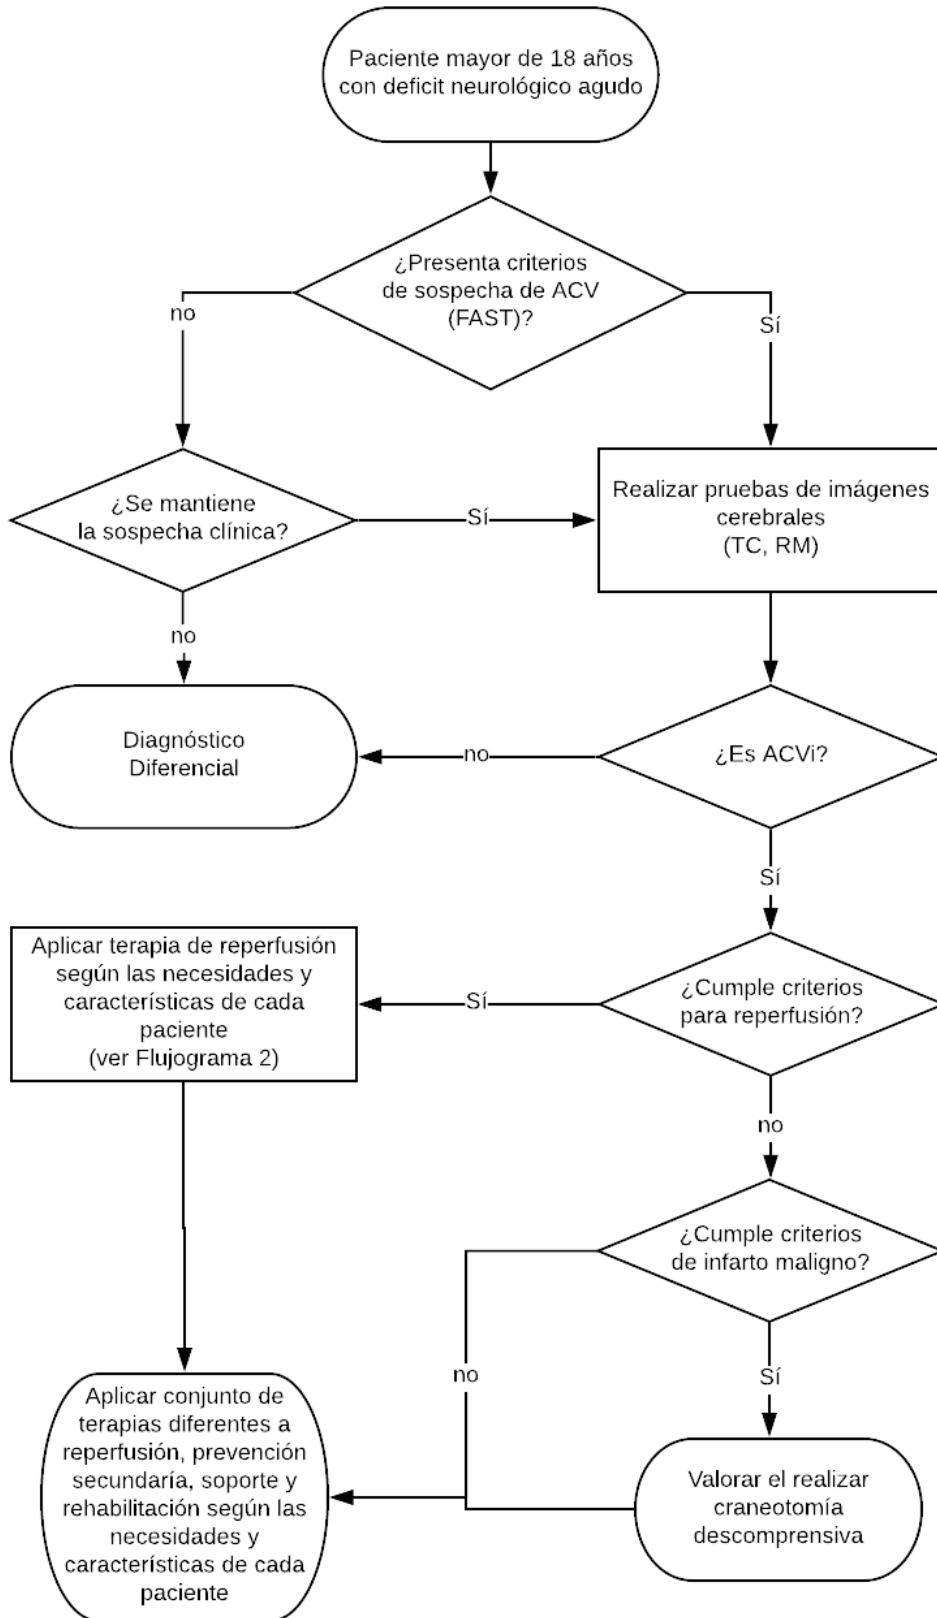 Paciente mayor de 18 años
con deficit neurológico agudo
¿Presenta criterios
de sospecha de ACV
(FAST)?
no
Sí
¿Se mantiene
la sospecha clínica?
Sí
Realizar pruebas de imágenes
cerebrales
(TC, RM)
no
Diagnóstico
Diferencial
no
¿Es ACVi?
Sí
Aplicar terapia de reperfusión
según las necesidades y
características de cada
paciente
(ver Flujograma 2)
Sí
¿Cumple criterios
para reperfusión?
no
¿Cumple criterios
de infarto maligno?
no
Sí
Aplicar conjunto de
terapias diferentes a
reperfusión, prevención
secundaría, soporte y
rehabilitación según las
necesidades y
características de cada
paciente
Valorar el realizar
craneotomía
descomprensiva